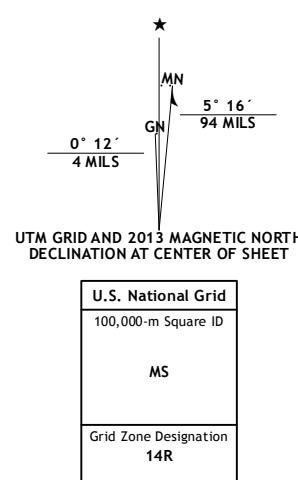 MN
5° 16´
94 MILS
GN
0° 12´
4 MILS
UTM GRID AND 2013 MAGNETIC NORTH
DECLINATION AT CENTER OF SHEET
U.S. National Grid
100,000-m Square ID
MS
Grid Zone Designation
14R